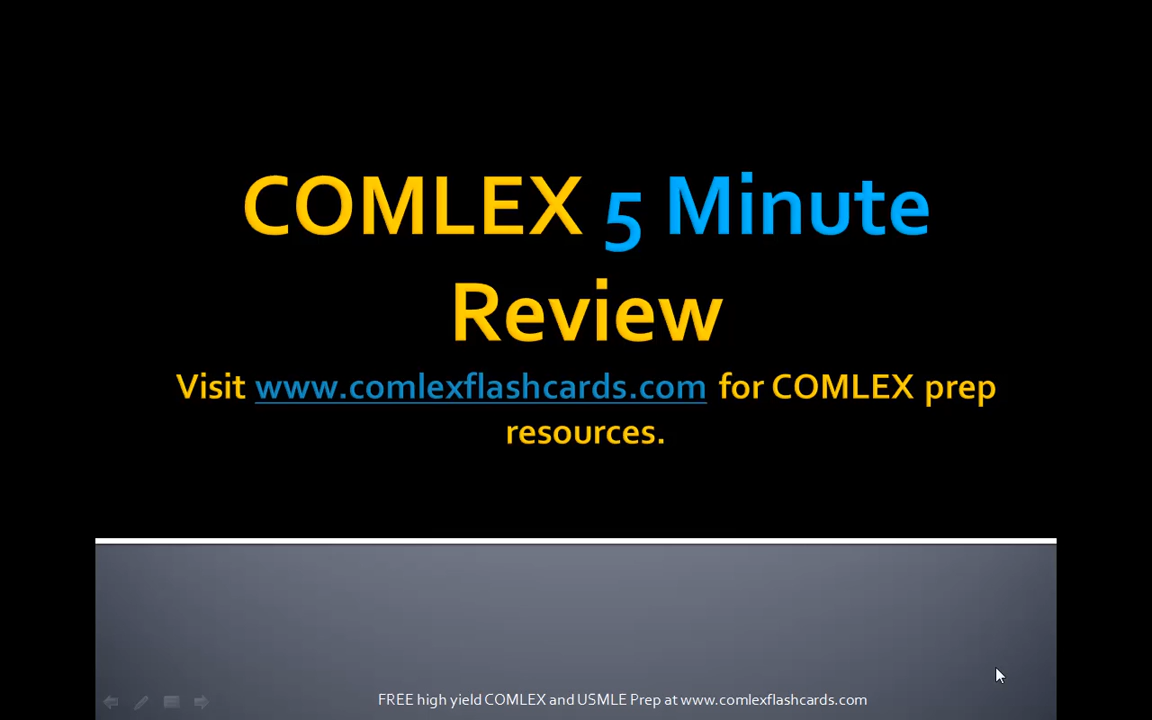 COMLEX 5 Minute
Review
Visit www.comlexflashcards.com for COMLEX prep
resources.
FREE high yield COMLEX and USMLE Prep at www.comlexflashcards.com